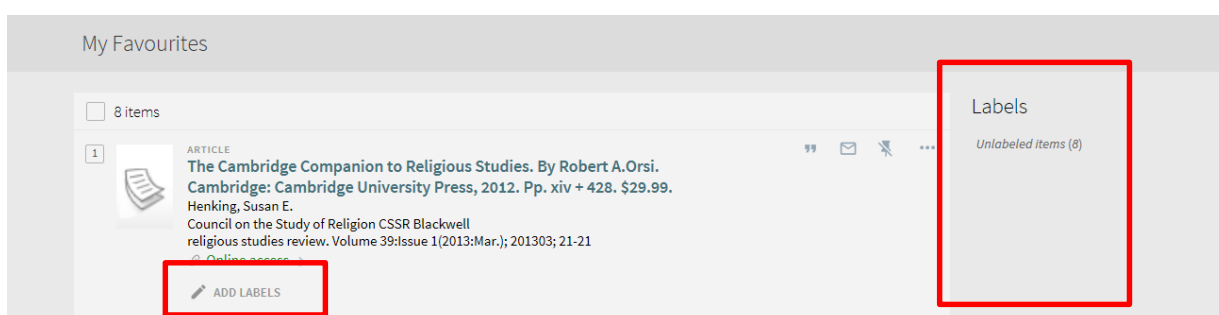 My Favourites
8 items
Labels
Unlabeled items (8)
1
ARTICLE
The Cambridge Companion to Religious Studies. By Robert A.Orsi.
Cambridge: Cambridge University Press, 2012. Pp. xiv + 428. $29.99.
Henking, Susan E.
Council on the Study of Religion CSSR Blackwell
religious studies review. Volume 39:Issue 1(2013:Mar.); 201303; 21-21
Online access
ADD LABELS